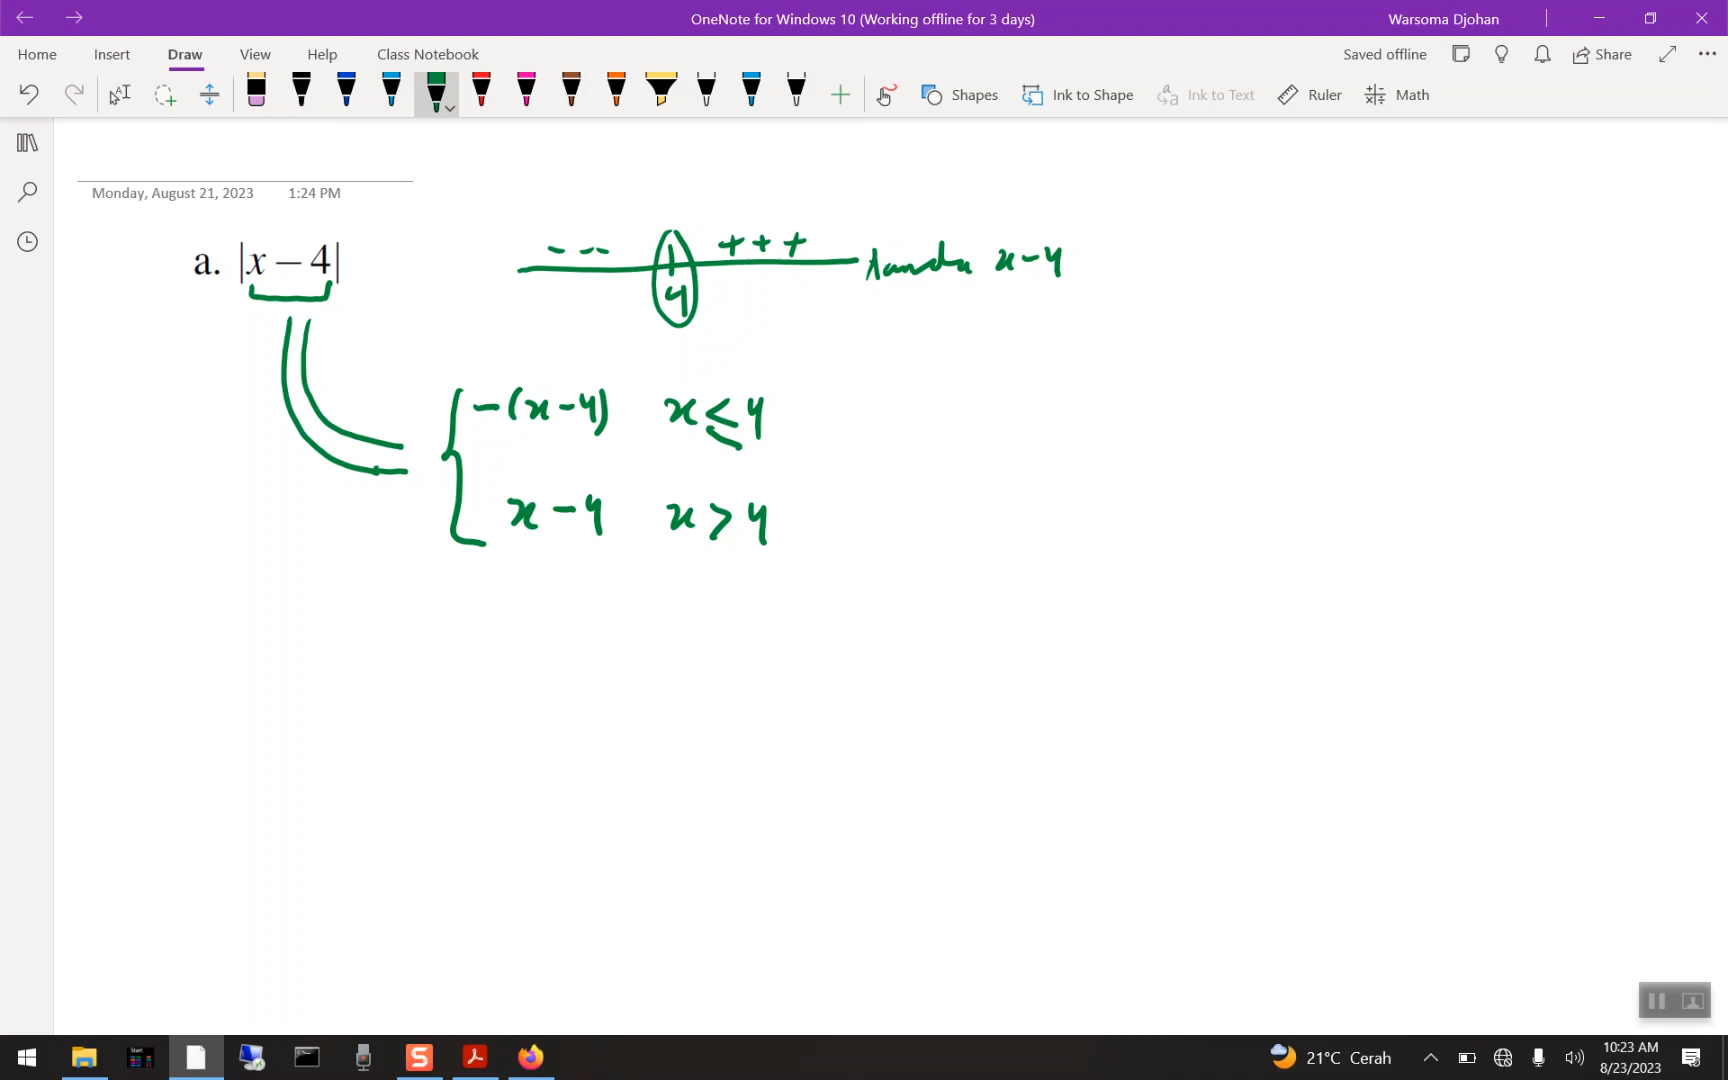 OneNote for Windows 10 (Working offline for 3 days)
Warsoma Djohan
Home Insert Draw View Help Class Notebook
Saved offline Share
Shapes Ink to Shape Ink to Text Ruler Math
Monday, August 21, 2023 1:24 PM
a. |x − 4|
- -- + + + tanda x-4
4
-(x-4) x ≤ 4
x-4 x > 4
Start
21°C Cerah
10:23 AM
8/23/2023